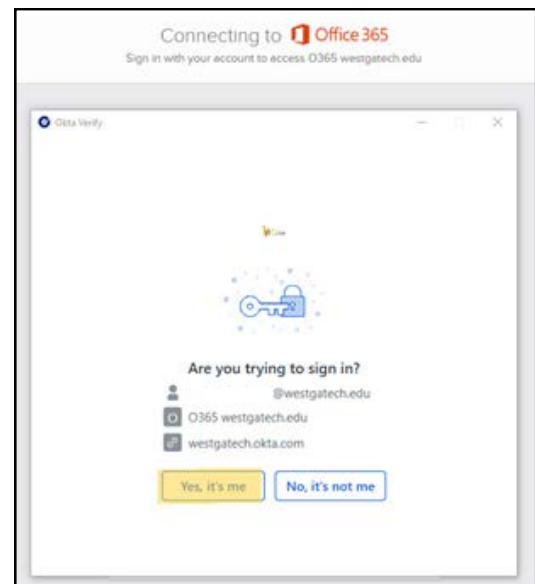 Connecting to Office 365
Sign in with your account to access O365 westgatech.edu
Okta Verify
Are you trying to sign in?
@westgatech.edu
O365 westgatech.edu
westgatech.okta.com
Yes, it's me
No, it's not me